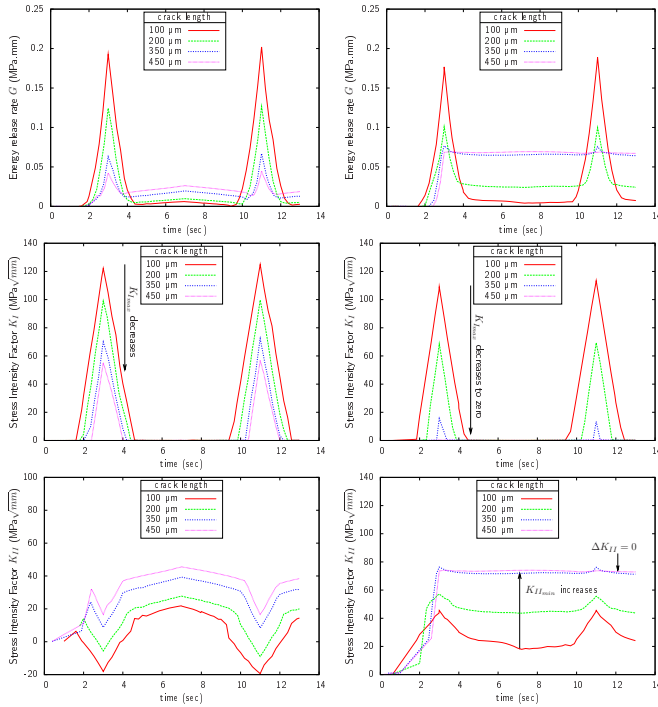 crack length
100 µm
200 µm
350 µm
450 µm
Energy release rate G (MPa.mm)
0.25
0.2
0.15
0.1
0.05
0
0 2 4 6 8 10 12 14
time (sec)
crack length
100 µm
200 µm
350 µm
450 µm
Energy release rate G (MPa.mm)
0.25
0.2
0.15
0.1
0.05
0
0 2 4 6 8 10 12 14
time (sec)
crack length
100 µm
200 µm
350 µm
450 µm
Stress Intensity Factor K_I (MPa√mm)
140
120
100
80
60
40
20
0
K_Imax decreases
0 2 4 6 8 10 12 14
time (sec)
crack length
100 µm
200 µm
350 µm
450 µm
Stress Intensity Factor K_I (MPa√mm)
140
120
100
80
60
40
20
0
K_Imax decreases to zero
0 2 4 6 8 10 12 14
time (sec)
crack length
100 µm
200 µm
350 µm
450 µm
Stress Intensity Factor K_II (MPa√mm)
100
80
60
40
20
0
-20
0 2 4 6 8 10 12 14
time (sec)
crack length
100 µm
200 µm
350 µm
450 µm
Stress Intensity Factor K_II (MPa√mm)
140
120
100
80
60
40
20
0
ΔK_II = 0
K_IImin increases
0 2 4 6 8 10 12 14
time (sec)